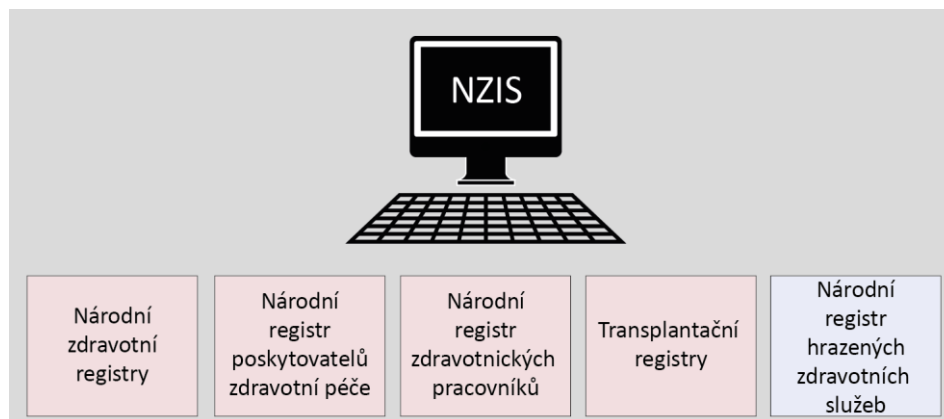 NZIS
Národní
zdravotní
registry
Národní
registr
poskytovatelů
zdravotní péče
Národní
registr
zdravotnických
pracovníků
Transplantační
registry
Národní
registr
hrazených
zdravotních
služeb